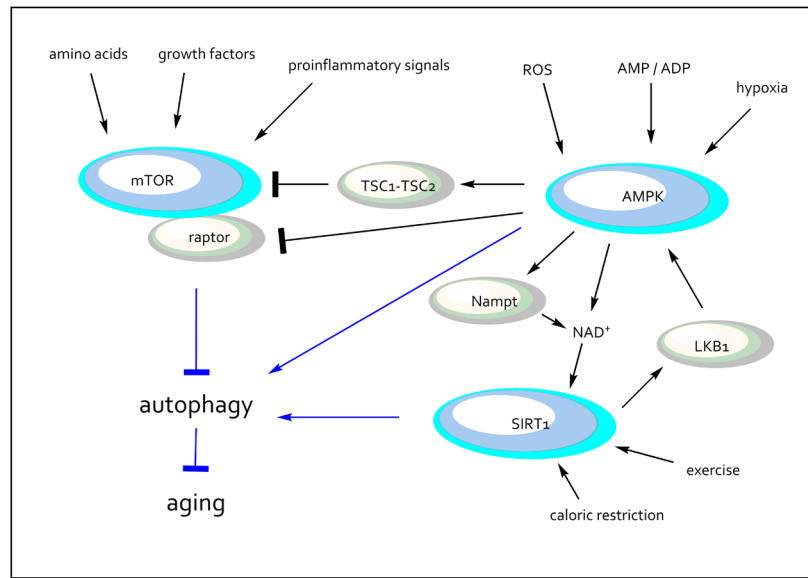 amino acids
growth factors
proinflammatory signals
ROS
AMP / ADP
hypoxia
mTOR
TSC1-TSC2
AMPK
raptor
Nampt
NAD⁺
LKB1
autophagy
SIRT1
exercise
aging
caloric restriction